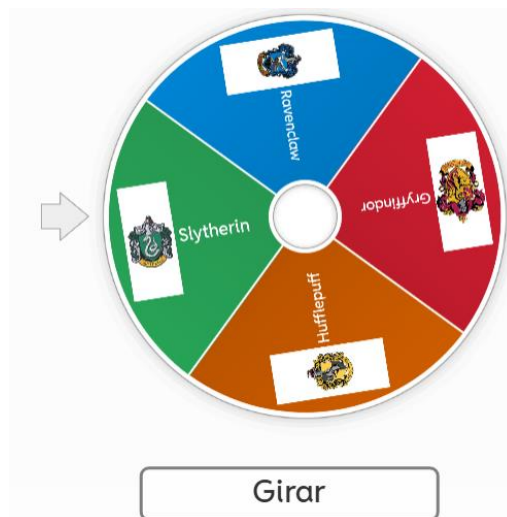 Ravenclaw
Gryffindor
Slytherin
Hufflepuff
Girar